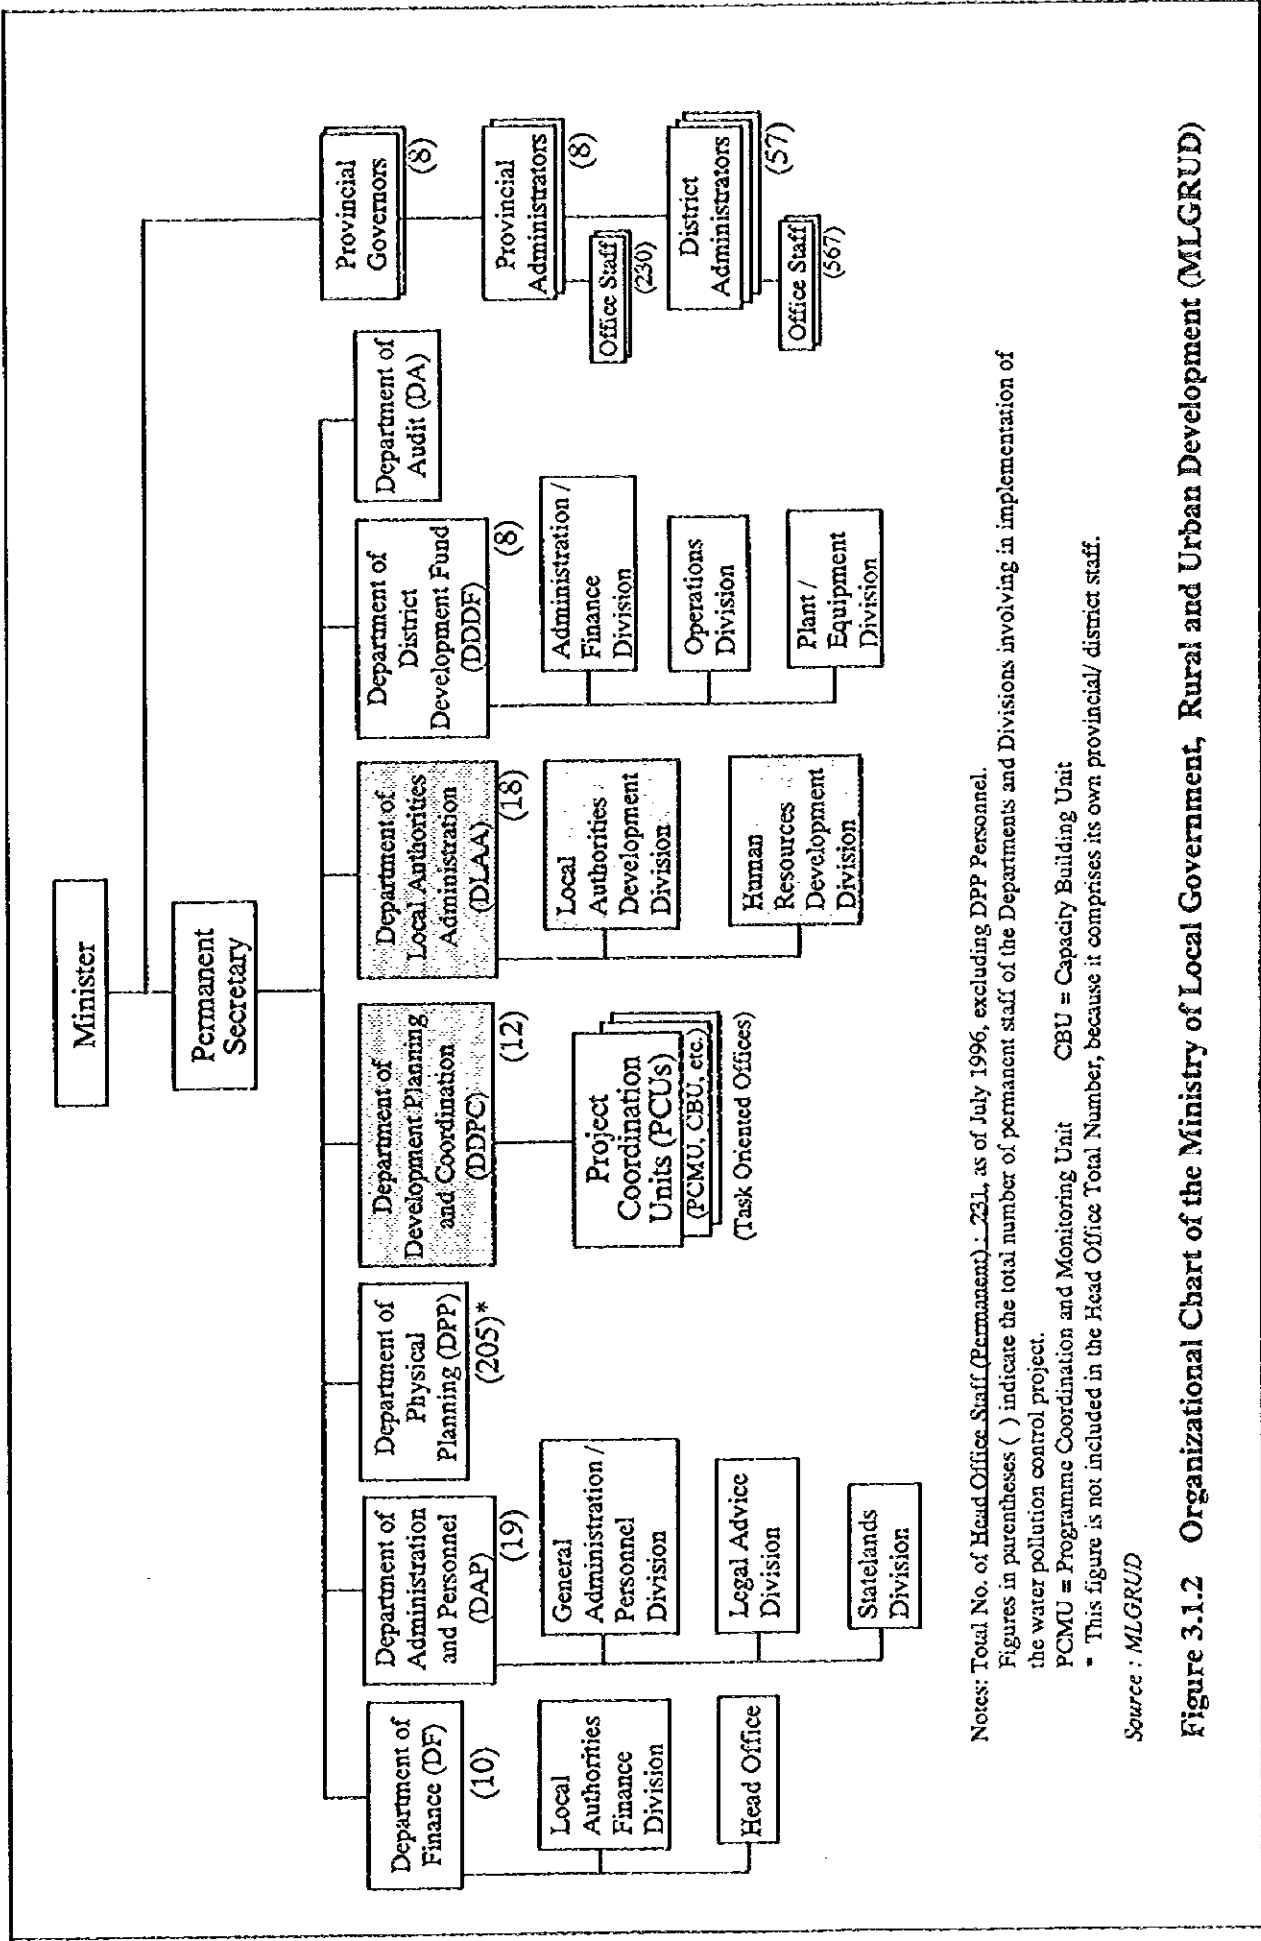 Minister
Permanent
Secretary
Department of
Finance (DF)
(10)
Local
Authorities
Finance
Division
Head Office
Department of
Administration
and Personnel
(DAP)
(19)
General
Administration /
Personnel
Division
Legal Advice
Division
Statelands
Division
Department of
Physical
Planning (DPP)
(205)*
Department of
Development Planning
and Coordination
(DDPC)
(12)
Project
Coordination
Units (PCUs)
(PCMU, CBU, etc.)
(Task Oriented Offices)
Department of
Local Authorities
Administration
(DLAA)
(18)
Local
Authorities
Development
Division
Human
Resources
Development
Division
Department of
District
Development Fund
(DDDF)
(8)
Administration /
Finance
Division
Operations
Division
Plant /
Equipment
Division
Department of
Audit (DA)
Provincial
Governors
(8)
Provincial
Administrators
(8)
Office Staff
(230)
District
Administrators
(57)
Office Staff
(567)
Notes: Total No. of Head Office Staff (Permanent) : 231, as of July 1996, excluding DPP Personnel.
Figures in parentheses ( ) indicate the total number of permanent staff of the Departments and Divisions involving in implementation of
the water pollution control project.
PCMU = Programme Coordination and Monitoring Unit CBU = Capacity Building Unit
* This figure is not included in the Head Office Total Number, because it comprises its own provincial/ district staff.
Source : MLGRUD
Figure 3.1.2 Organizational Chart of the Ministry of Local Government, Rural and Urban Development (MLGRUD)